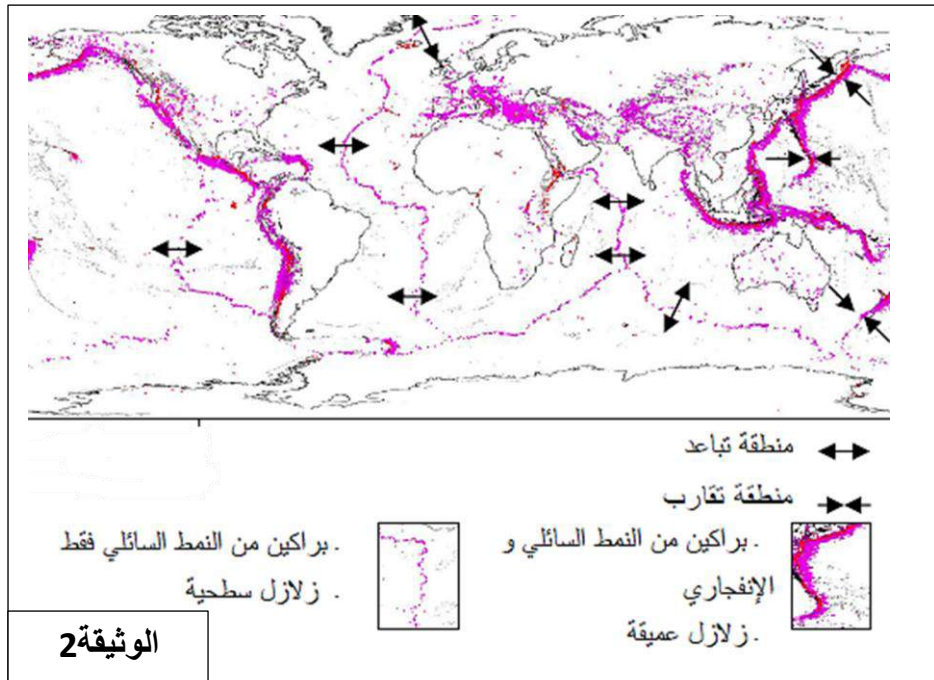 منطقة تباعد
منطقة تقارب
. براكين من النمط السائلي و
الإنفجاري
. زلازل عميقة
. براكين من النمط السائلي فقط
. زلازل سطحية
الوثيقة2